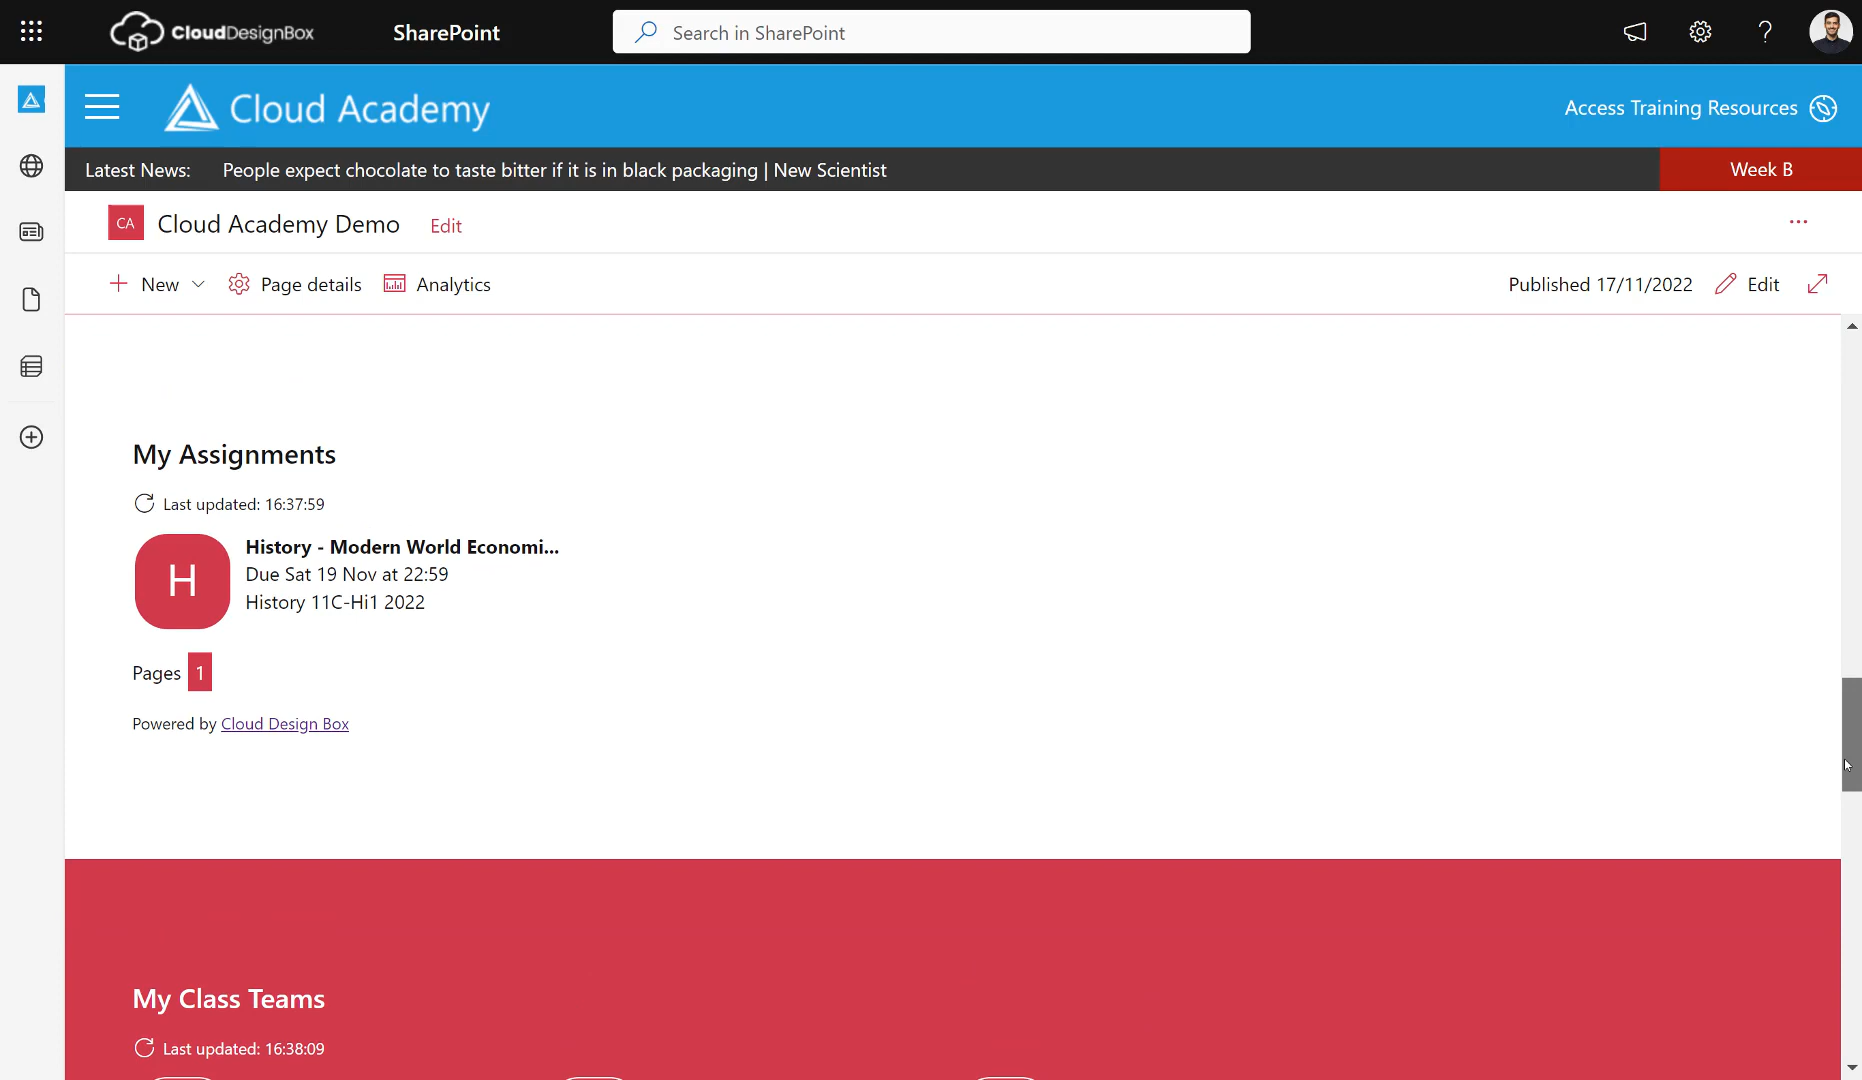 CloudDesignBox
SharePoint
Search in SharePoint
Cloud Academy
Access Training Resources
Latest News: People expect chocolate to taste bitter if it is in black packaging | New Scientist
Week B
CA
Cloud Academy Demo
Edit
New
Page details
Analytics
Published 17/11/2022
Edit
My Assignments
Last updated: 16:37:59
H
History - Modern World Economi...
Due Sat 19 Nov at 22:59
History 11C-Hi1 2022
Pages 1
Powered by Cloud Design Box
My Class Teams
Last updated: 16:38:09